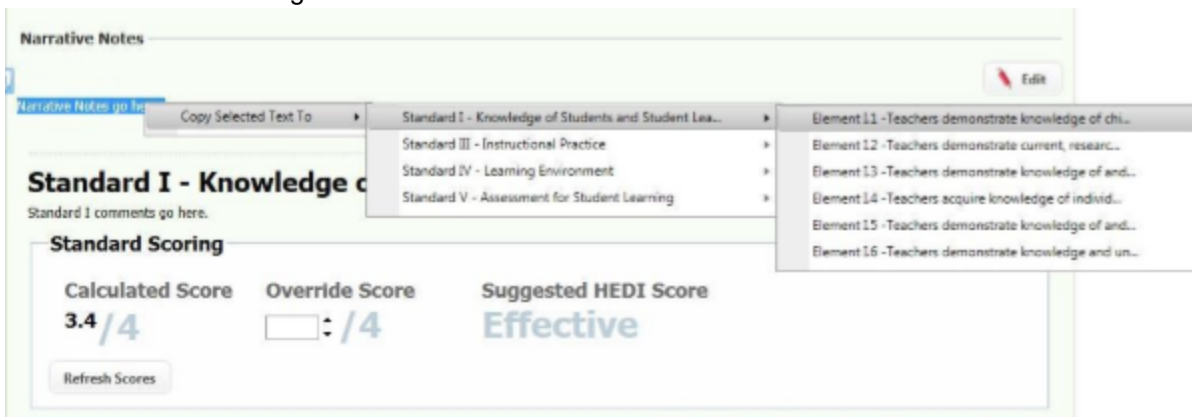 Narrative Notes
Edit
Narrative Notes go he
Copy Selected Text To
Standard I - Knowledge of Students and Student Lea...
Standard III - Instructional Practice
Standard IV - Learning Environment
Standard V - Assessment for Student Learning
Element I.1 -Teachers demonstrate knowledge of chi...
Element I.2 -Teachers demonstrate current, researc...
Element I.3 -Teachers demonstrate knowledge of and...
Element I.4 -Teachers acquire knowledge of individ...
Element I.5 -Teachers demonstrate knowledge of and...
Element I.6 -Teachers demonstrate knowledge and un...
Standard I - Knowledge
Standard I comments go here.
Standard Scoring
Calculated Score Override Score Suggested HEDI Score
3.4/4 /4 Effective
Refresh Scores